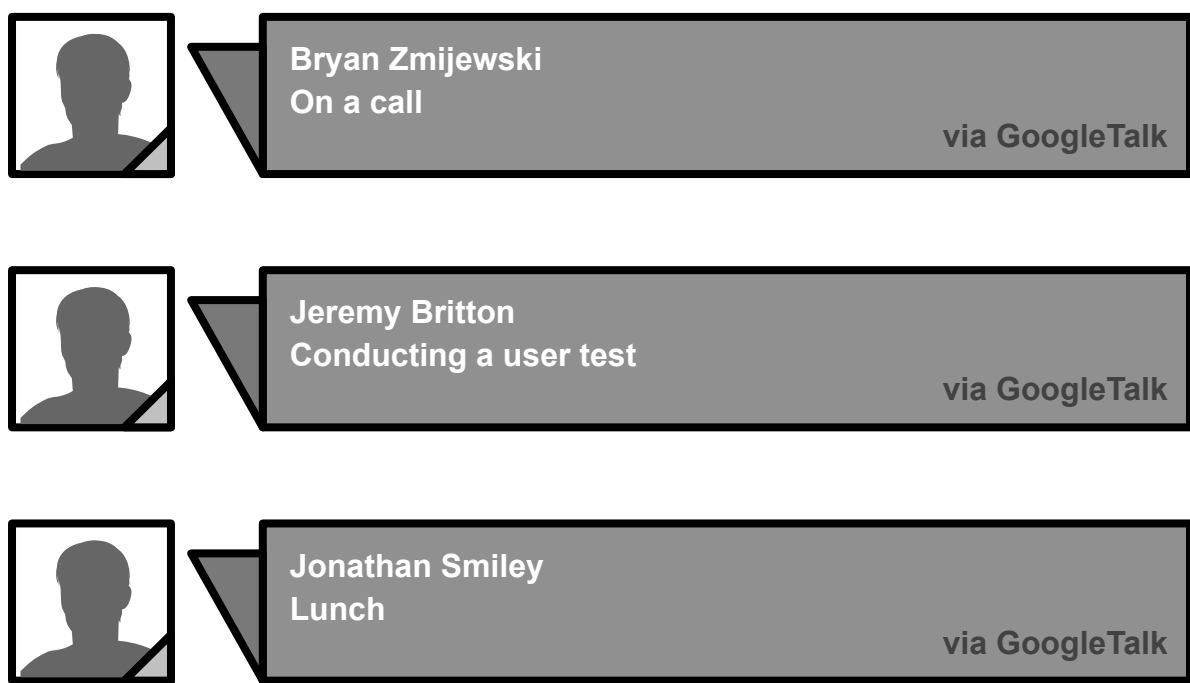 Bryan Zmijewski
On a call
via GoogleTalk
Jeremy Britton
Conducting a user test
via GoogleTalk
Jonathan Smiley
Lunch
via GoogleTalk